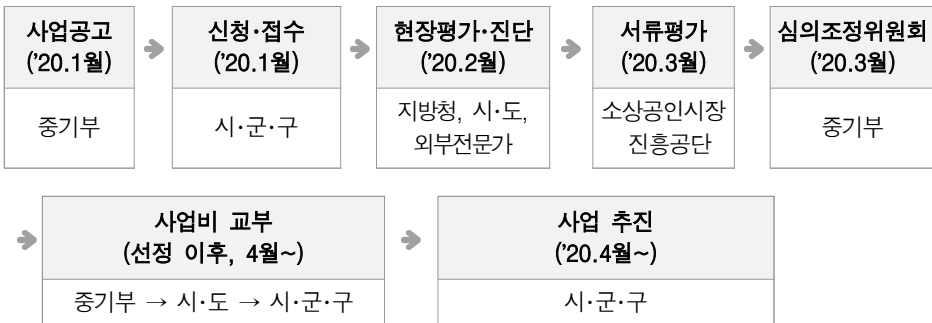 사업공고
('20.1월)
중기부
신청·접수
('20.1월)
시·군·구
현장평가·진단
('20.2월)
지방청, 시·도,
외부전문가
서류평가
('20.3월)
소상공인시장
진흥공단
심의조정위원회
('20.3월)
중기부
사업비 교부
(선정 이후, 4월~)
중기부 → 시·도 → 시·군·구
사업 추진
('20.4월~)
시·군·구